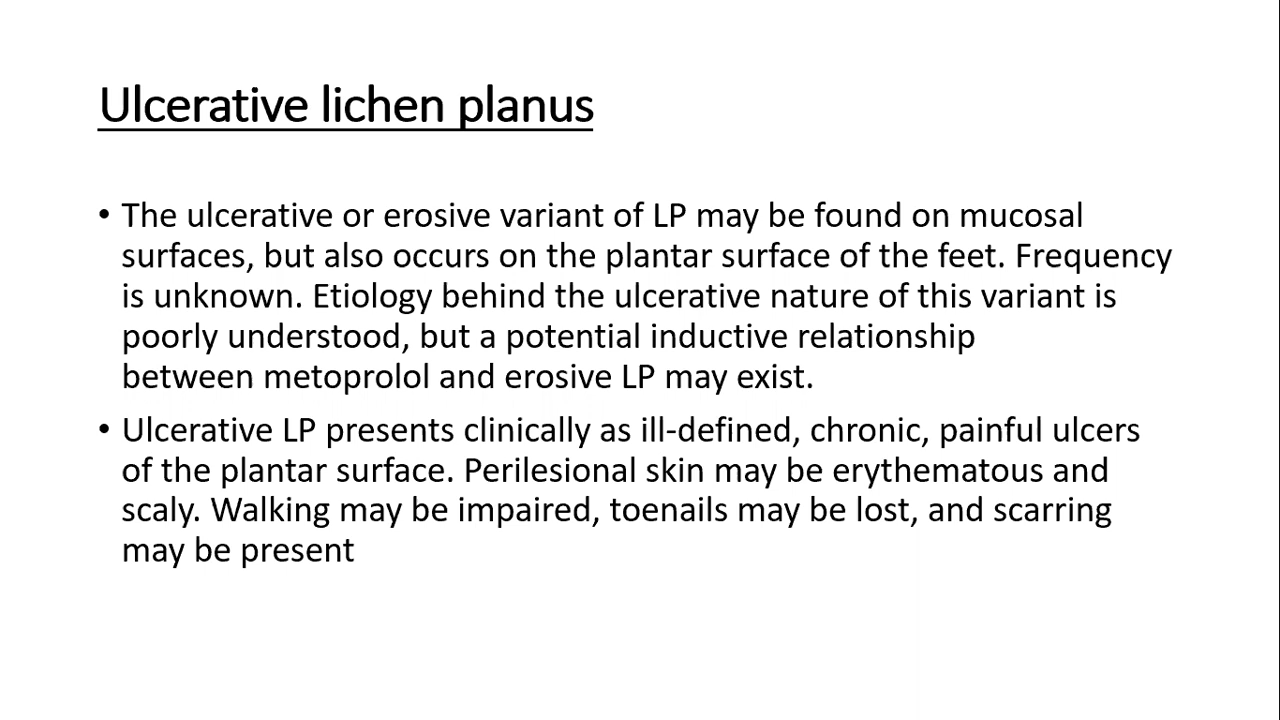 Ulcerative lichen planus
• The ulcerative or erosive variant of LP may be found on mucosal
surfaces, but also occurs on the plantar surface of the feet. Frequency
is unknown. Etiology behind the ulcerative nature of this variant is
poorly understood, but a potential inductive relationship
between metoprolol and erosive LP may exist.
• Ulcerative LP presents clinically as ill-defined, chronic, painful ulcers
of the plantar surface. Perilesional skin may be erythematous and
scaly. Walking may be impaired, toenails may be lost, and scarring
may be present